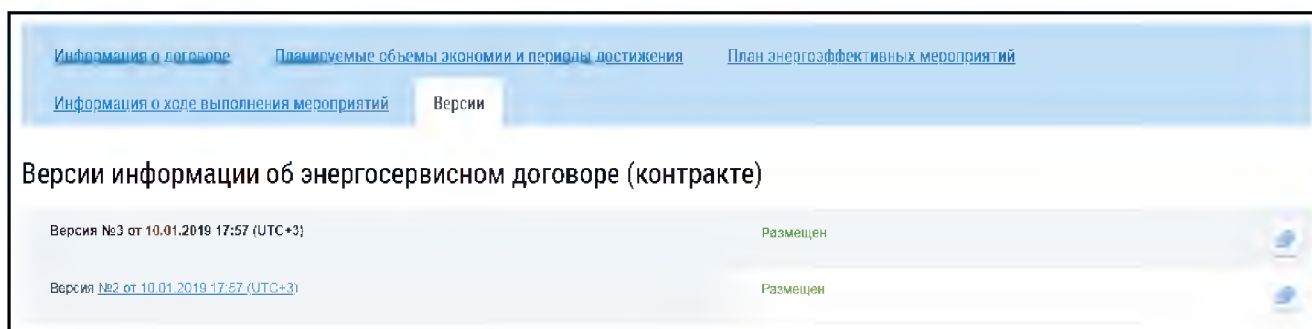 Информация о договоре Планируемые объемы экономии и периоды достижения План энергоэффективных мероприятий
Информация о ходе выполнения мероприятий Версии
Версии информации об энергосервисном договоре (контракте)
Версия №3 от 10.01.2019 17:57 (UTC+3) Размещен
Версия №2 от 10.01.2019 17:57 (UTC+3) Размещен